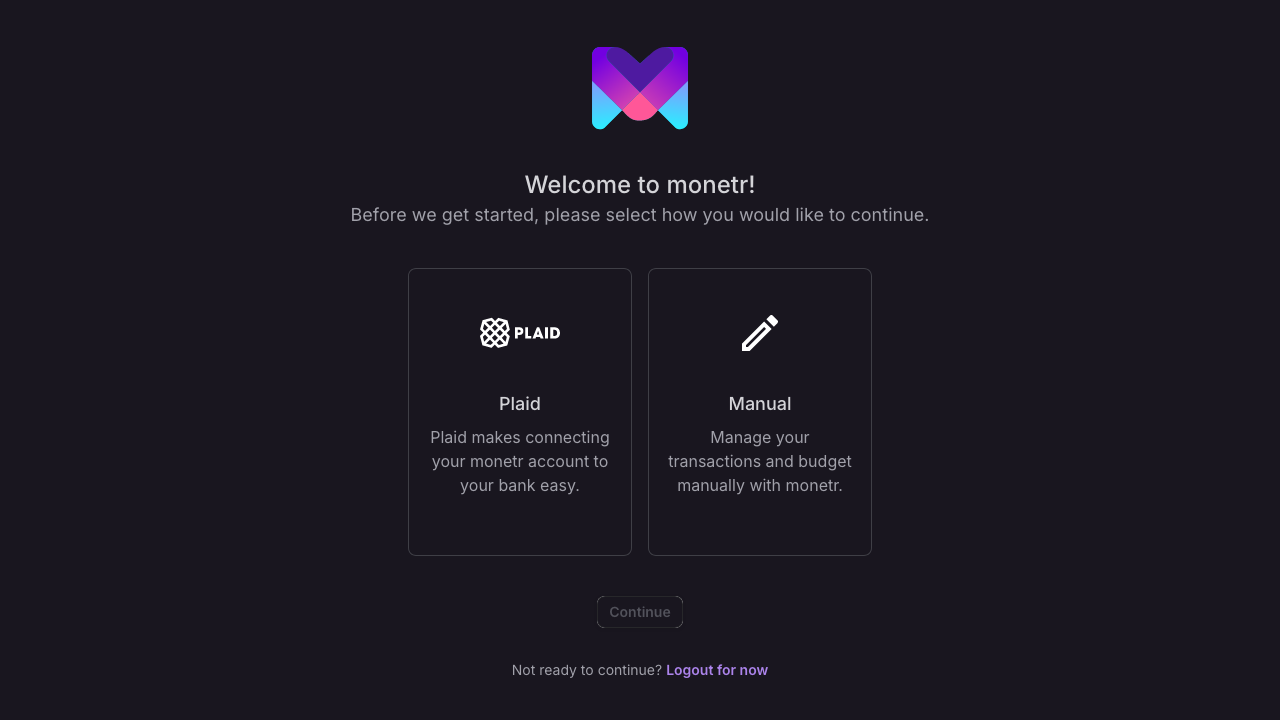 Welcome to monetr!
Before we get started, please select how you would like to continue.
PLAID
Plaid
Plaid makes connecting
your monetr account to
your bank easy.
Manual
Manage your
transactions and budget
manually with monetr.
Continue
Not ready to continue? Logout for now